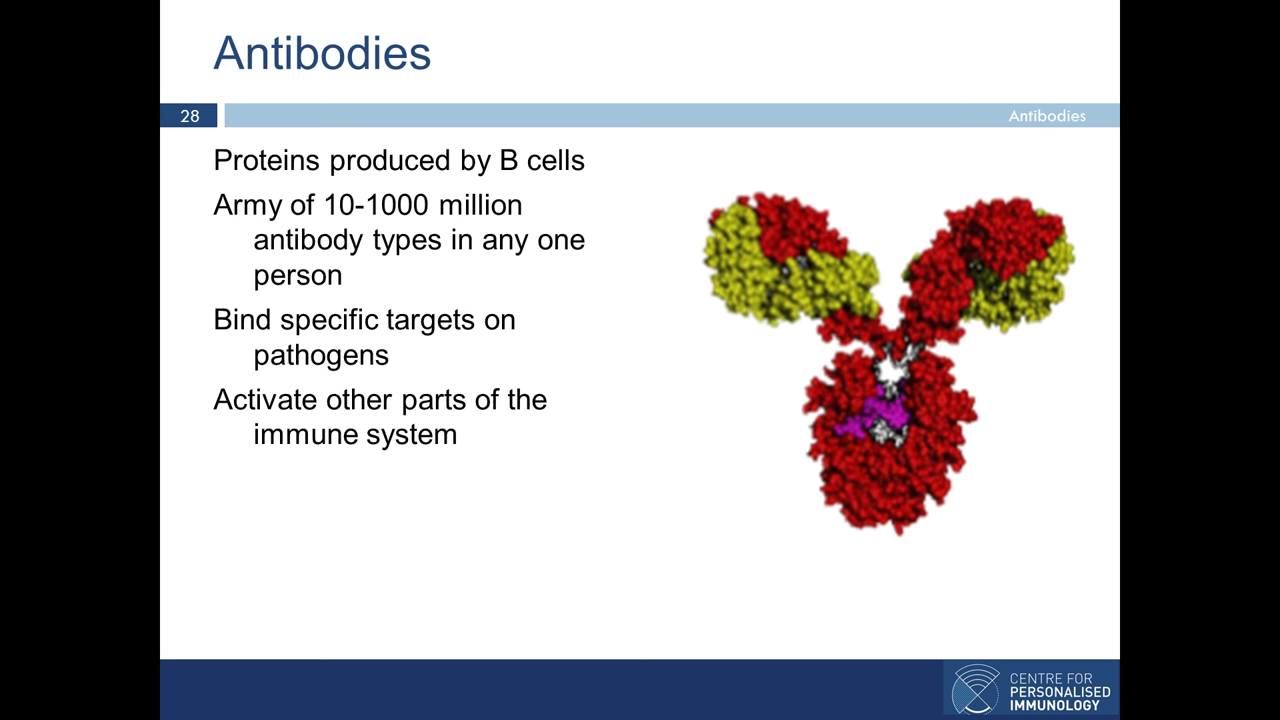 Antibodies
28
Antibodies
Proteins produced by B cells
Army of 10-1000 million
antibody types in any one
person
Bind specific targets on
pathogens
Activate other parts of the
immune system
CENTRE FOR
PERSONALISED
IMMUNOLOGY